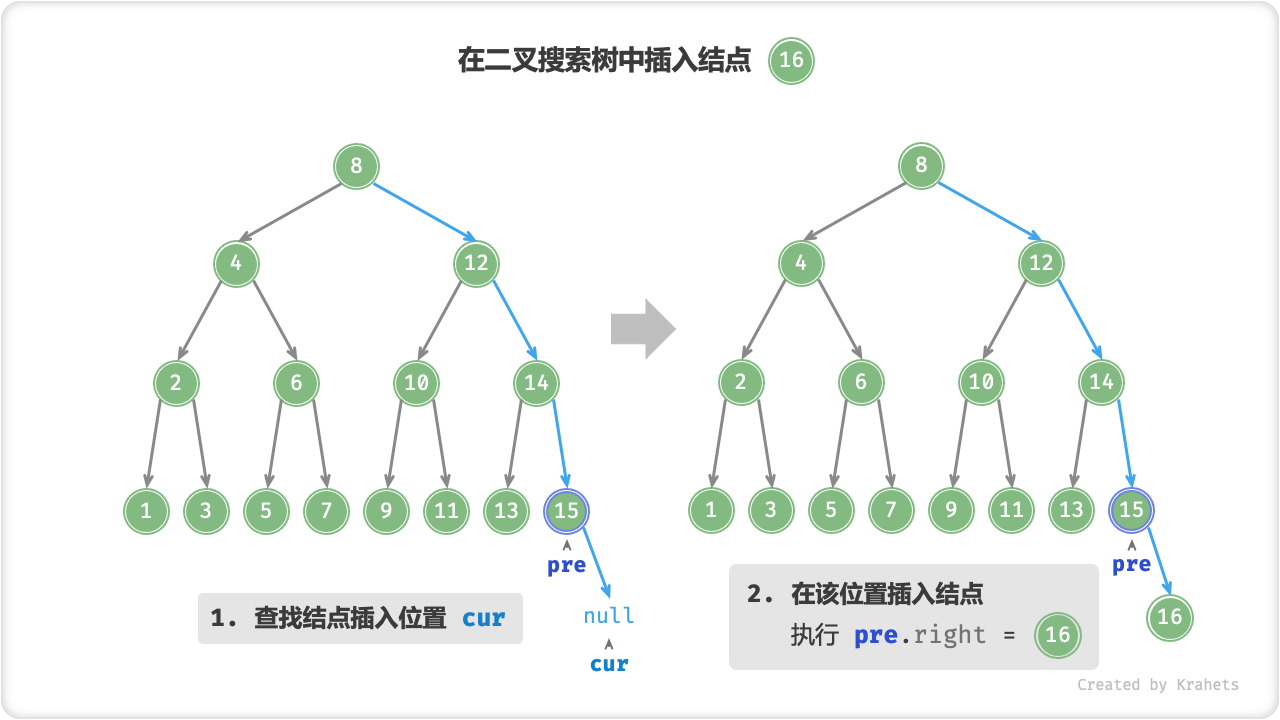 在二叉搜索树中插入结点 16
8
4 12
2 6 10 14
1 3 5 7 9 11 13 15
pre
null
cur
1. 查找结点插入位置 cur
8
4 12
2 6 10 14
1 3 5 7 9 11 13 15
pre
16
2. 在该位置插入结点
执行 pre.right = 16
Created by Krahets